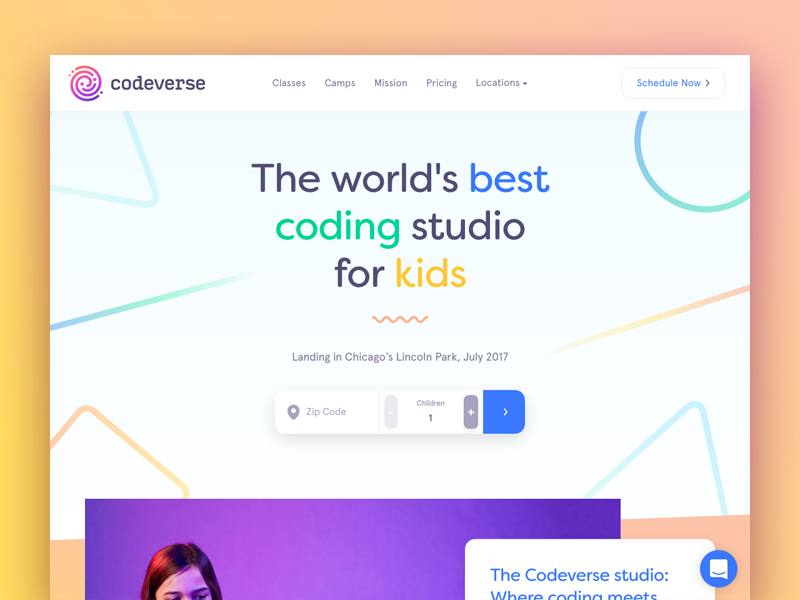 codeverse
Classes Camps Mission Pricing Locations
Schedule Now
The world's best
coding studio
for kids
Landing in Chicago's Lincoln Park, July 2017
Zip Code
-
Children
1
+
The Codeverse studio:
Where coding meets